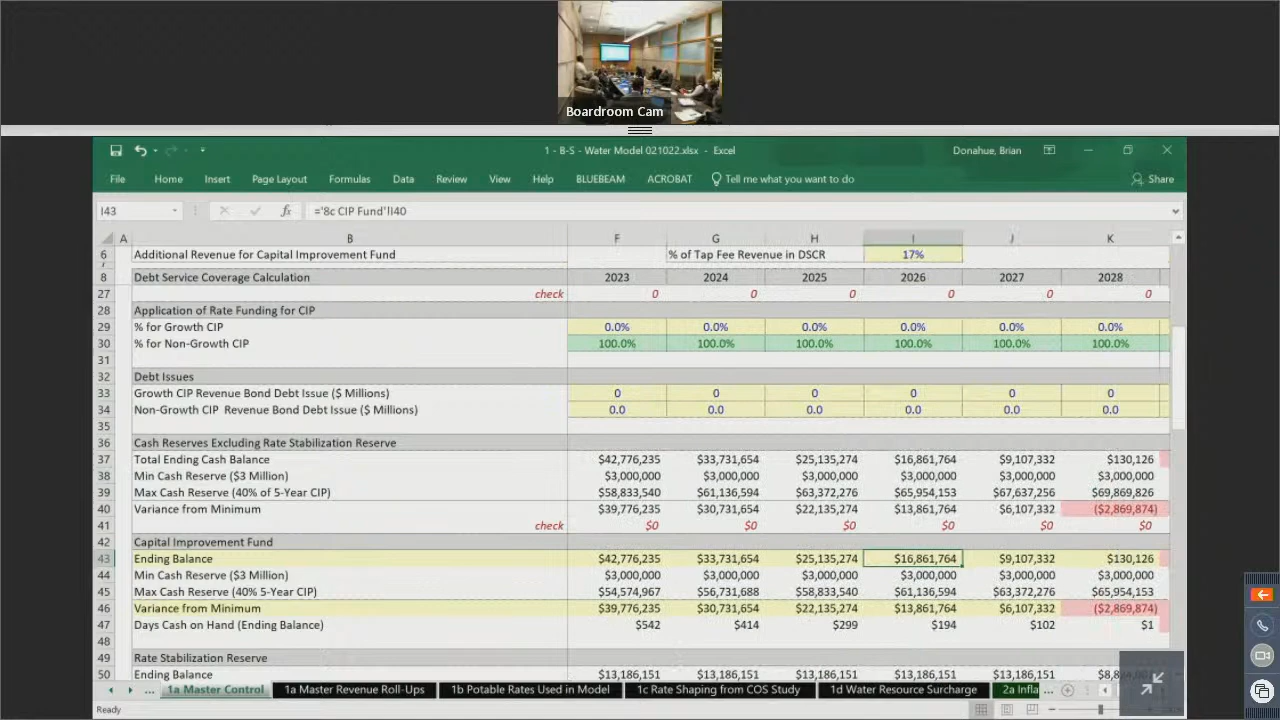 Boardroom Cam
1 - B-S - Water Model 021022.xlsx - Excel
Donahue, Brian
File Home Insert Page Layout Formulas Data Review View Help BLUEBEAM ACROBAT Tell me what you want to do Share
I43 fx ='8c CIP Fund'!I40
A B F G H I J K
6 Additional Revenue for Capital Improvement Fund % of Tap Fee Revenue in DSCR 17%
8 Debt Service Coverage Calculation 2023 2024 2025 2026 2027 2028
27 check 0 0 0 0 0 0
28 Application of Rate Funding for CIP
29 % for Growth CIP 0.0% 0.0% 0.0% 0.0% 0.0% 0.0%
30 % for Non-Growth CIP 100.0% 100.0% 100.0% 100.0% 100.0% 100.0%
31
32 Debt Issues
33 Growth CIP Revenue Bond Debt Issue ($ Millions) 0 0 0 0 0 0
34 Non-Growth CIP Revenue Bond Debt Issue ($ Millions) 0.0 0.0 0.0 0.0 0.0 0.0
35
36 Cash Reserves Excluding Rate Stabilization Reserve
37 Total Ending Cash Balance $42,776,235 $33,731,654 $25,135,274 $16,861,764 $9,107,332 $130,126
38 Min Cash Reserve ($3 Million) $3,000,000 $3,000,000 $3,000,000 $3,000,000 $3,000,000 $3,000,000
39 Max Cash Reserve (40% of 5-Year CIP) $58,833,540 $61,136,594 $63,372,276 $65,954,153 $67,637,256 $69,869,826
40 Variance from Minimum $39,776,235 $30,731,654 $22,135,274 $13,861,764 $6,107,332 ($2,869,874)
41 check $0 $0 $0 $0 $0 $0
42 Capital Improvement Fund
43 Ending Balance $42,776,235 $33,731,654 $25,135,274 $16,861,764 $9,107,332 $130,126
44 Min Cash Reserve ($3 Million) $3,000,000 $3,000,000 $3,000,000 $3,000,000 $3,000,000 $3,000,000
45 Max Cash Reserve (40% 5-Year CIP) $54,574,967 $56,731,688 $58,833,540 $61,136,594 $63,372,276 $65,954,153
46 Variance from Minimum $39,776,235 $30,731,654 $22,135,274 $13,861,764 $6,107,332 ($2,869,874)
47 Days Cash on Hand (Ending Balance) $542 $414 $299 $194 $102 $1
48
49 Rate Stabilization Reserve
50 Ending Balance $13,186,151 $13,186,151 $13,186,151 $13,186,151 $13,186,151
... 1a Master Control 1a Master Revenue Roll-Ups 1b Potable Rates Used in Model 1c Rate Shaping from COS Study 1d Water Resource Surcharge 2a Infla ...
Ready